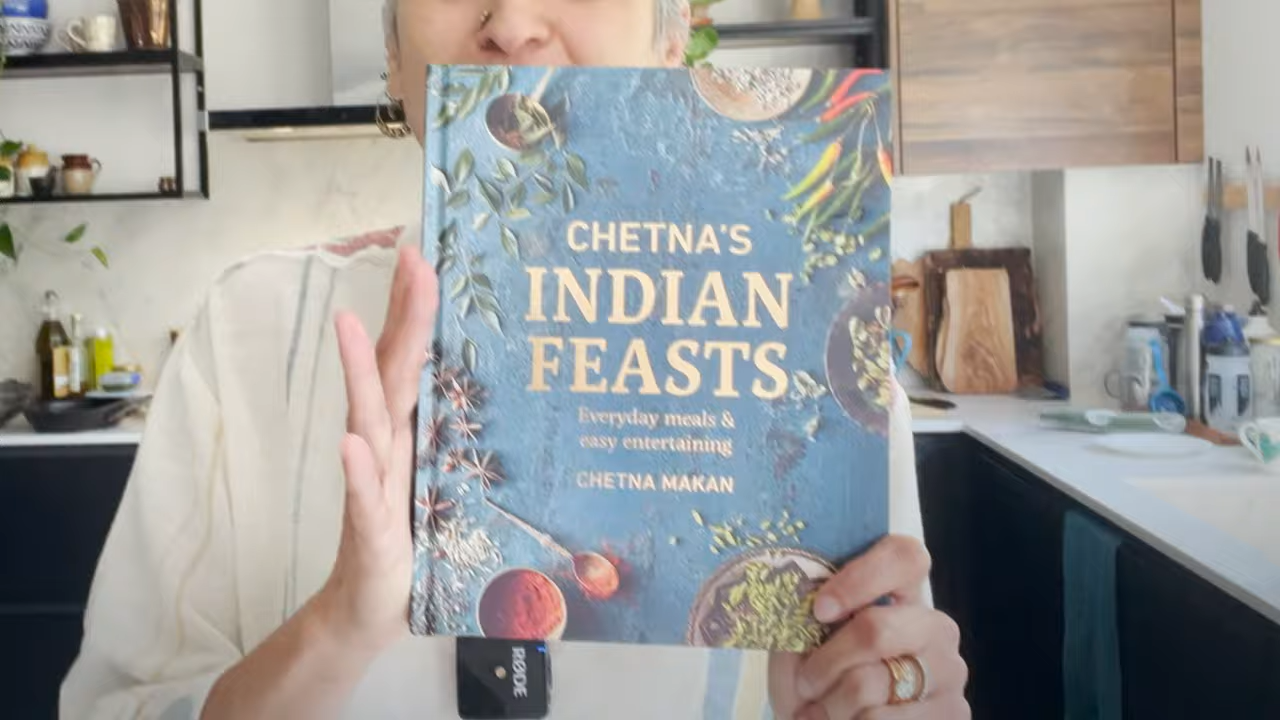 CHETNA'S
INDIAN
FEASTS
Everyday meals &
easy entertaining
CHETNA MAKAN
RØDE